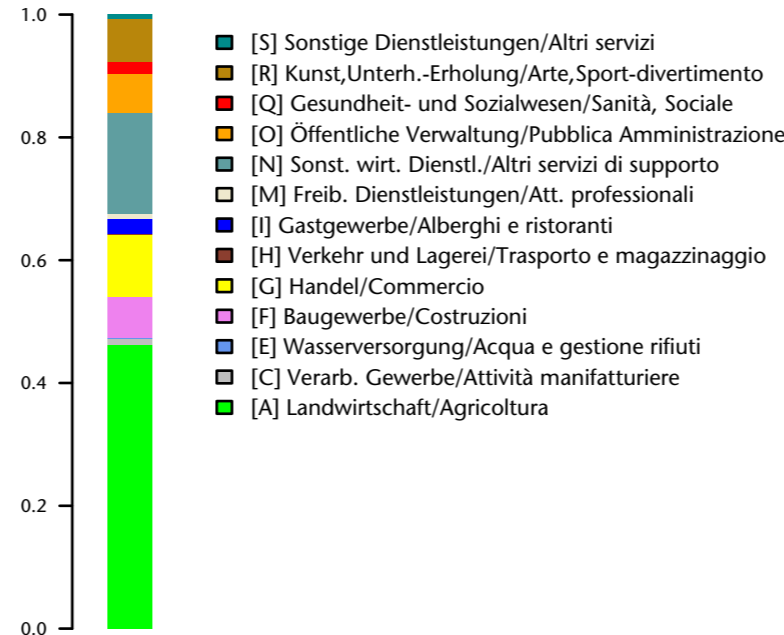 1.0
0.8
0.6
0.4
0.2
0.0
[S] Sonstige Dienstleistungen/Altri servizi
[R] Kunst,Unterh.-Erholung/Arte,Sport-divertimento
[Q] Gesundheit- und Sozialwesen/Sanità, Sociale
[O] Öffentliche Verwaltung/Pubblica Amministrazione
[N] Sonst. wirt. Dienstl./Altri servizi di supporto
[M] Freib. Dienstleistungen/Att. professionali
[I] Gastgewerbe/Alberghi e ristoranti
[H] Verkehr und Lagerei/Trasporto e magazzinaggio
[G] Handel/Commercio
[F] Baugewerbe/Costruzioni
[E] Wasserversorgung/Acqua e gestione rifiuti
[C] Verarb. Gewerbe/Attività manifatturiere
[A] Landwirtschaft/Agricoltura